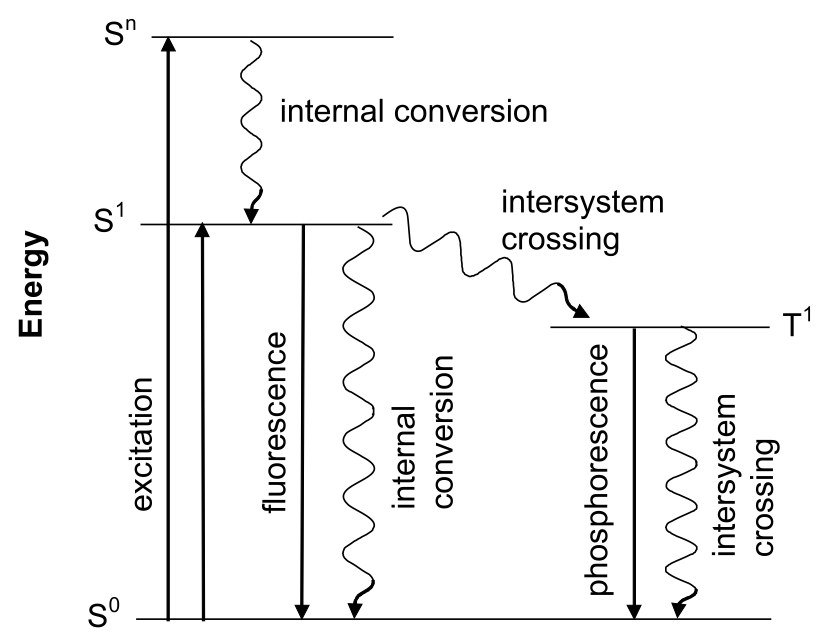 Sⁿ
internal conversion
S¹
intersystem
crossing
Energy
T¹
excitation
fluorescence
internal
conversion
phosphorescence
intersystem
crossing
S⁰